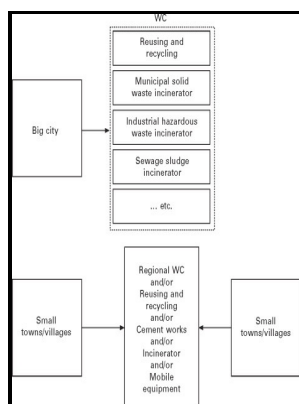 WC
Reusing and
recycling
Municipal solid
waste incinerator
Big city
Industrial hazardous
waste incinerator
Sewage sludge
incinerator
... etc.
Small
towns/villages
Regional WC
and/or
Reusing and
recycling
and/or
Cement works
and/or
Incinerator
and/or
Mobile
equipment
Small
towns/villages